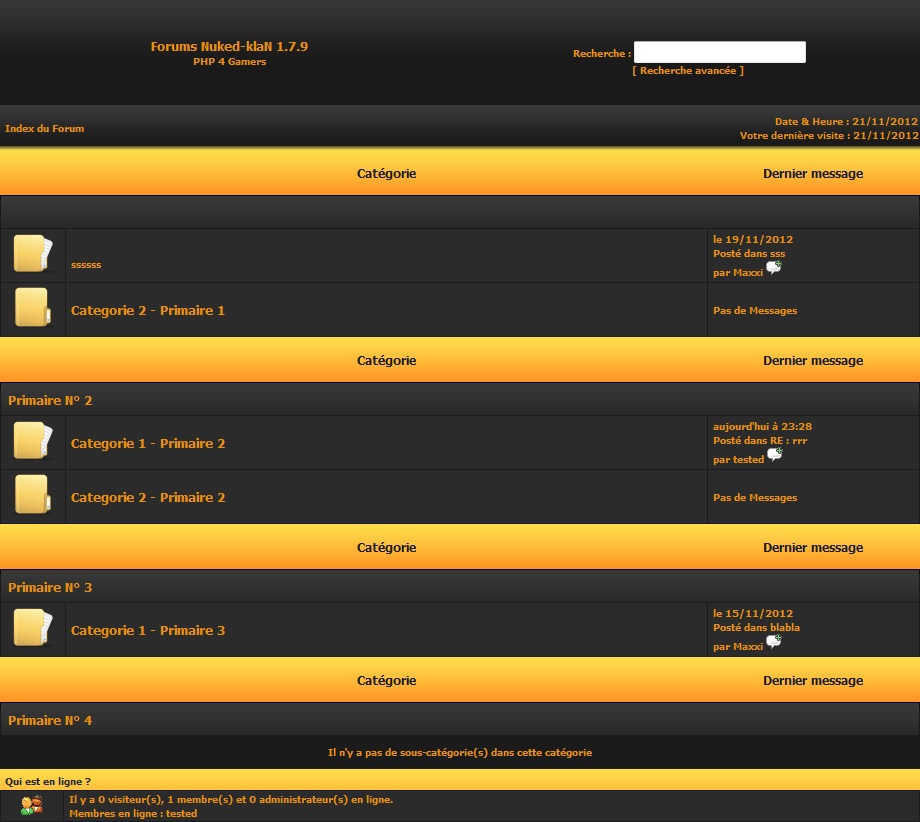 Forums Nuked-klaN 1.7.9
PHP 4 Gamers
Recherche :
[ Recherche avancée ]
Index du Forum
Date & Heure : 21/11/2012
Votre dernière visite : 21/11/2012
Catégorie Dernier message
ssssss
le 19/11/2012
Posté dans sss
par Maxxi
Categorie 2 - Primaire 1
Pas de Messages
Catégorie Dernier message
Primaire N° 2
Categorie 1 - Primaire 2
aujourd'hui à 23:28
Posté dans RE : rrr
par tested
Categorie 2 - Primaire 2
Pas de Messages
Catégorie Dernier message
Primaire N° 3
Categorie 1 - Primaire 3
le 15/11/2012
Posté dans blabla
par Maxxi
Catégorie Dernier message
Primaire N° 4
Il n'y a pas de sous-catégorie(s) dans cette catégorie
Qui est en ligne ?
Il y a 0 visiteur(s), 1 membre(s) et 0 administrateur(s) en ligne.
Membres en ligne : tested